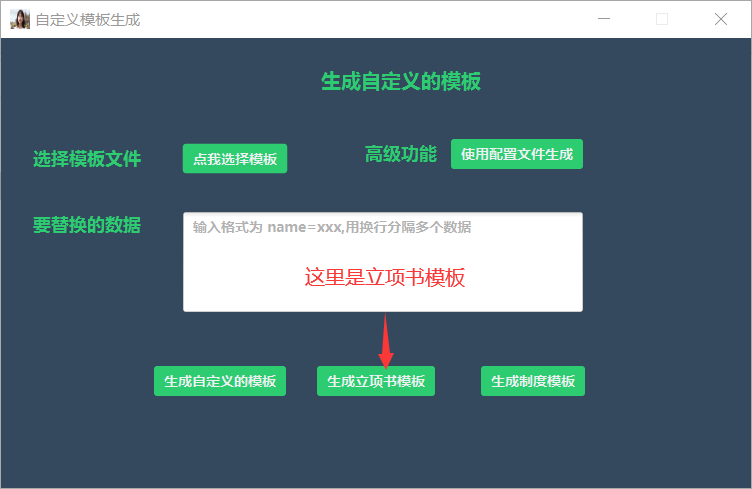 自定义模板生成
生成自定义的模板
选择模板文件
点我选择模板
高级功能
使用配置文件生成
要替换的数据
输入格式为 name=xxx,用换行分隔多个数据
这里是立项书模板
生成自定义的模板
生成立项书模板
生成制度模板